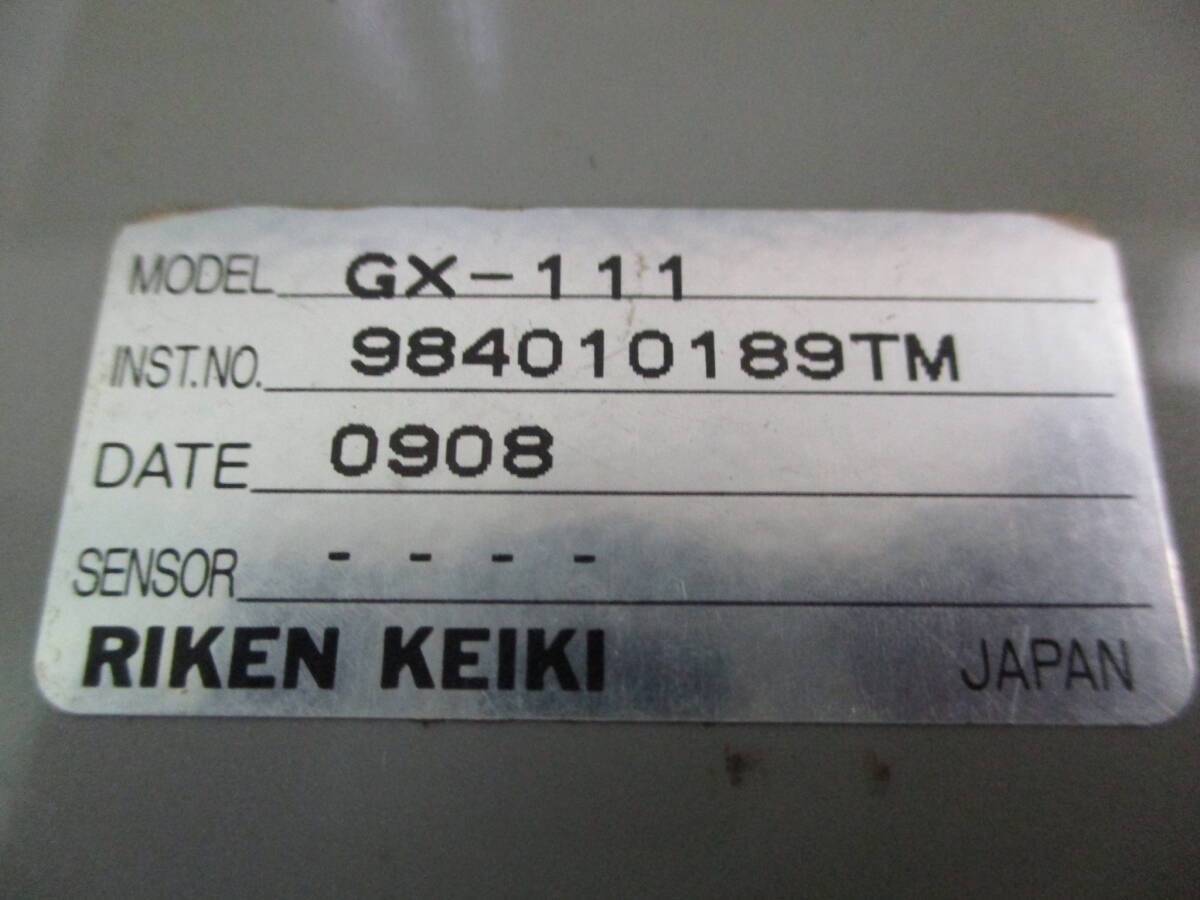 MODEL GX-111
INST.NO. 984010189TM
DATE 0908
SENSOR - - - -
RIKEN KEIKI JAPAN